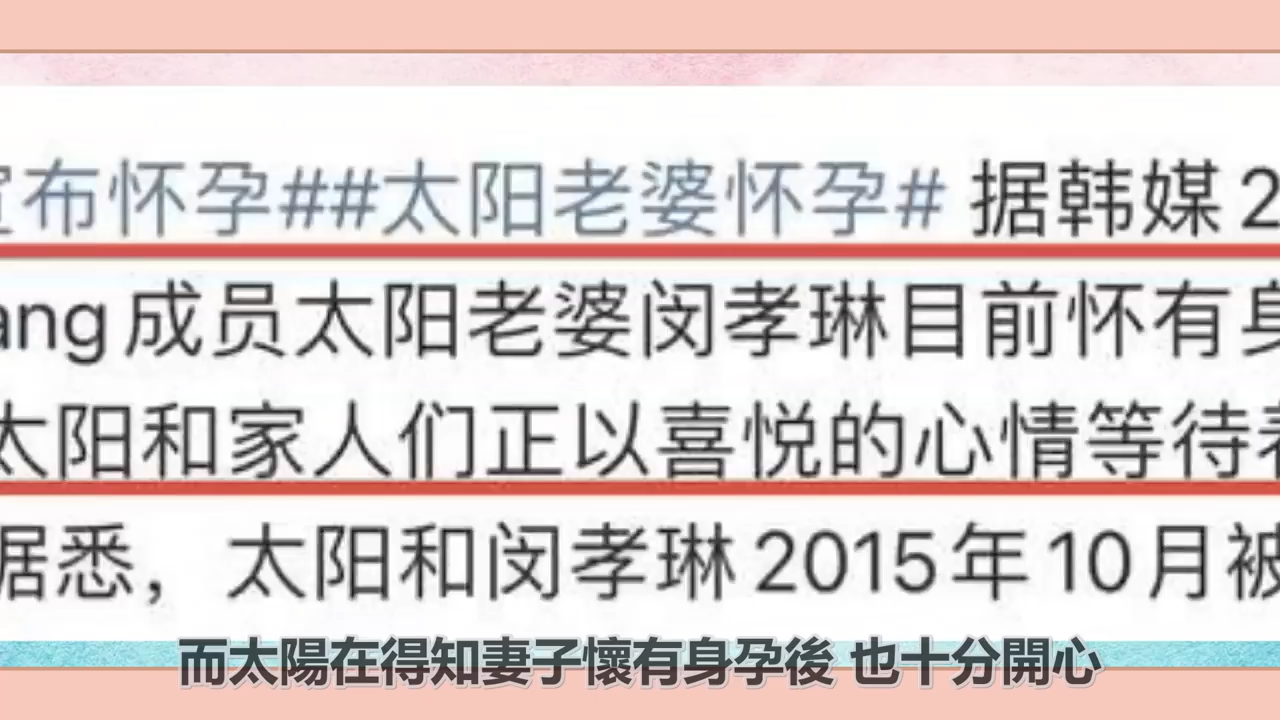 布怀孕##太阳老婆怀孕# 据韩媒2
ang成员太阳老婆闵孝琳目前怀有身
太阳和家人们正以喜悦的心情等待着
据悉，太阳和闵孝琳2015年10月被
而太陽在得知妻子懷有身孕後 也十分開心